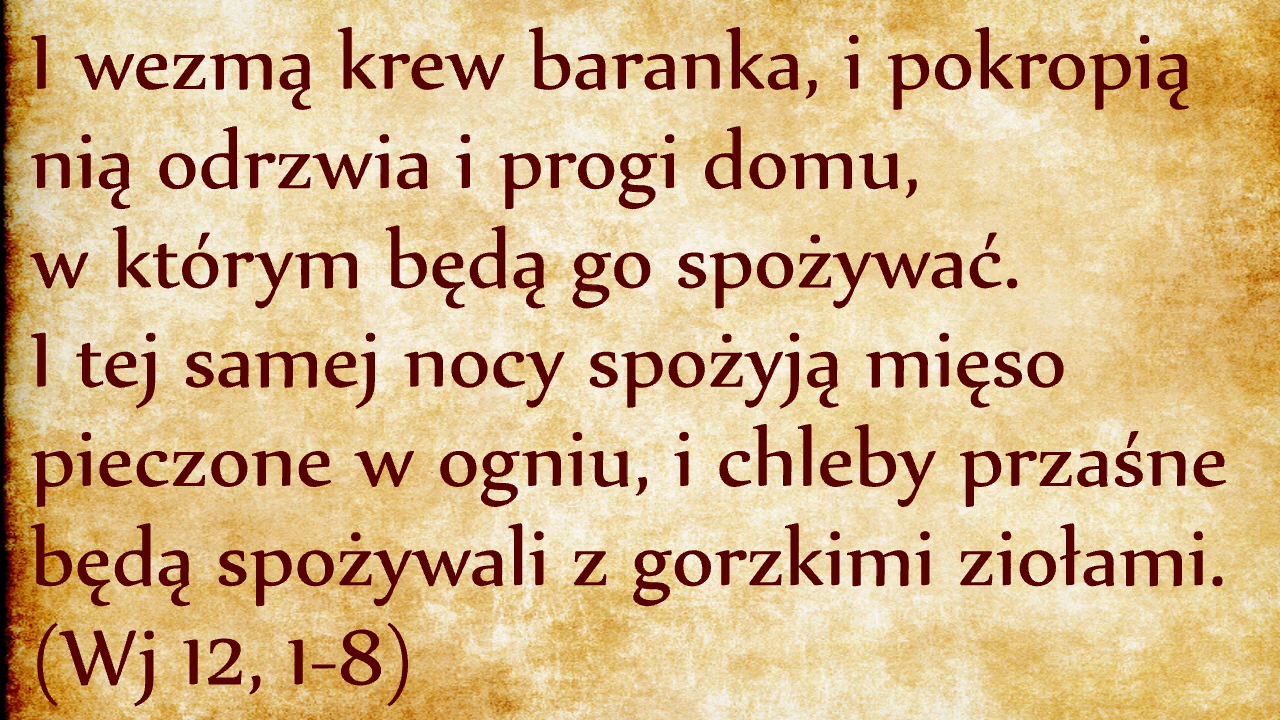 I wezmą krew baranka, i pokropią
nią odrzwia i progi domu,
w którym będą go spożywać.
I tej samej nocy spożyją mięso
pieczone w ogniu, i chleby przaśne
będą spożywali z gorzkimi ziołami.
(Wj 12, 1-8)